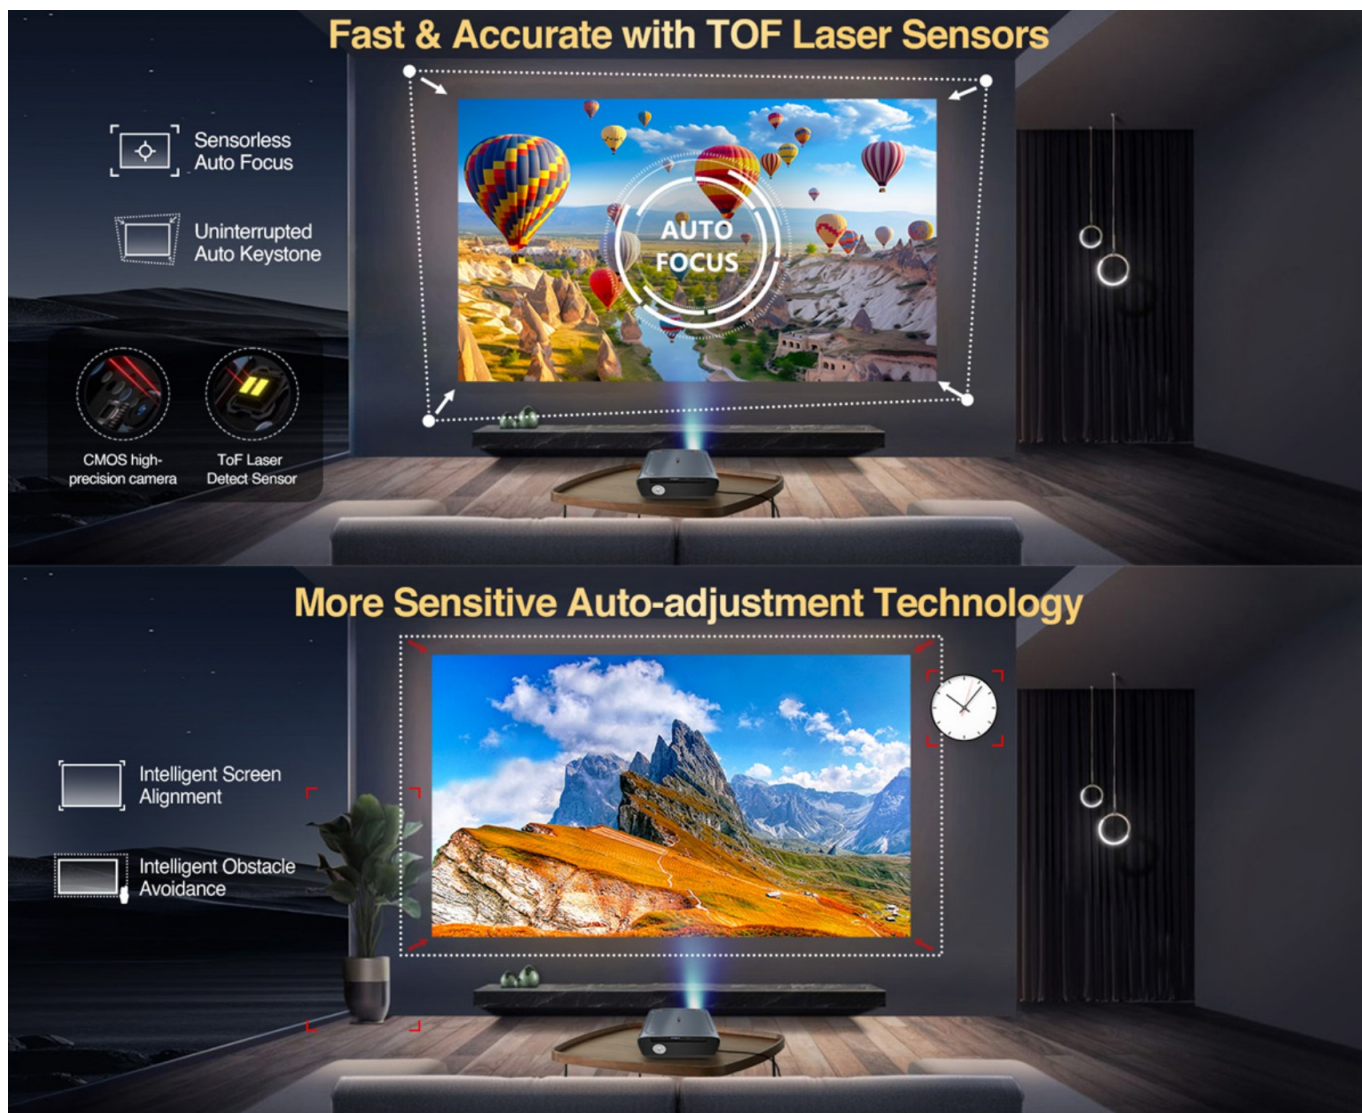 Fast & Accurate with TOF Laser Sensors
Sensorless
Auto Focus
Uninterrupted
Auto Keystone
AUTO
FOCUS
CMOS high-
precision camera
ToF Laser
Detect Sensor
More Sensitive Auto-adjustment Technology
Intelligent Screen
Alignment
Intelligent Obstacle
Avoidance